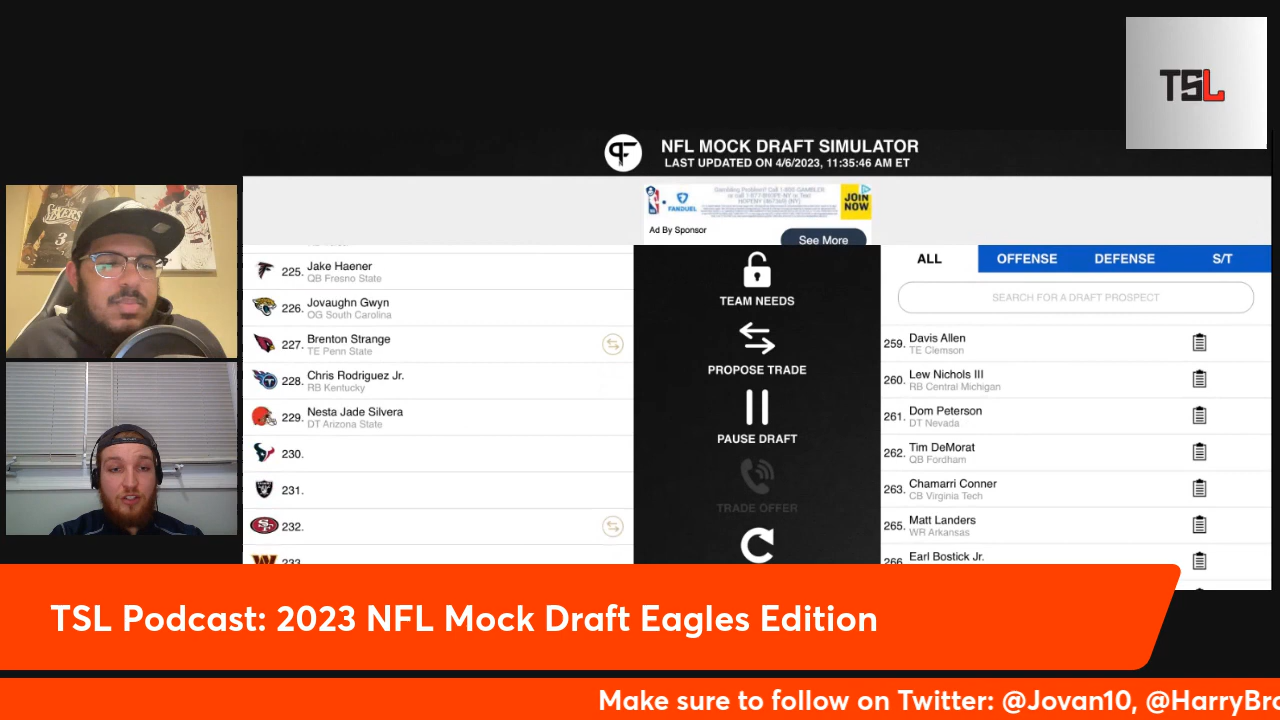 TSL
NFL MOCK DRAFT SIMULATOR
LAST UPDATED ON 4/6/2023, 11:35:46 AM ET
FANDUEL
JOIN
NOW
Ad By Sponsor
See More
225. Jake Haener
QB Fresno State
226. Jovaughn Gwyn
OG South Carolina
227. Brenton Strange
TE Penn State
228. Chris Rodriguez Jr.
RB Kentucky
229. Nesta Jade Silvera
DT Arizona State
230.
231.
232.
233.
TEAM NEEDS
PROPOSE TRADE
PAUSE DRAFT
TRADE OFFER
ALL OFFENSE DEFENSE S/T
SEARCH FOR A DRAFT PROSPECT
259. Davis Allen
TE Clemson
260. Lew Nichols III
RB Central Michigan
261. Dom Peterson
DT Nevada
262. Tim DeMorat
QB Fordham
263. Chamarri Conner
CB Virginia Tech
265. Matt Landers
WR Arkansas
266. Earl Bostick Jr.
TSL Podcast: 2023 NFL Mock Draft Eagles Edition
Make sure to follow on Twitter: @Jovan10, @HarryBro